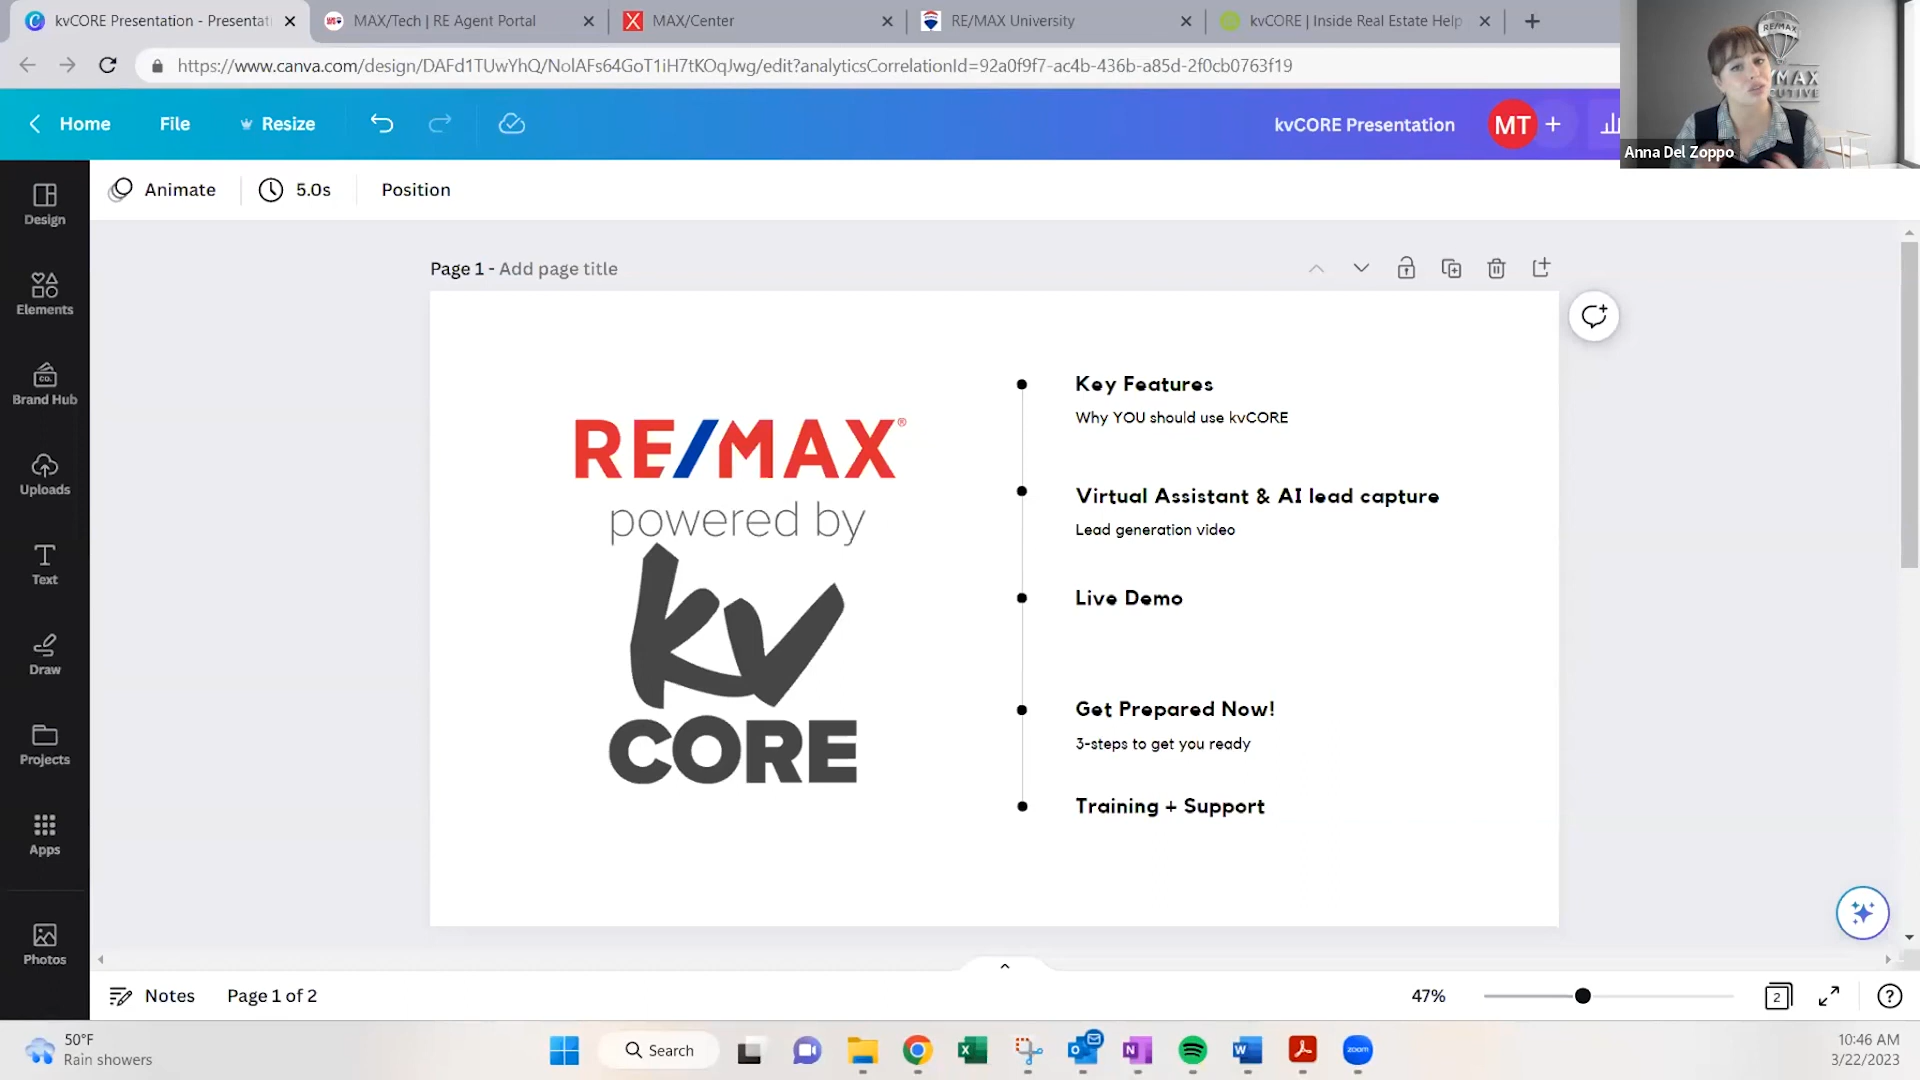 kvCORE Presentation - Presentati
MAX/Tech | RE Agent Portal
MAX/Center
RE/MAX University
kvCORE | Inside Real Estate Help
https://www.canva.com/design/DAFd1TUwYhQ/NolAFs64GoT1iH7tKOqJwg/edit?analyticsCorrelationId=92a0f9f7-ac4b-436b-a85d-2f0cb0763f19
Home
File
Resize
kvCORE Presentation
MT
RE/MAX
Anna Del Zoppo
Animate
5.0s
Position
Design
Elements
CO.
Brand Hub
Uploads
Text
Draw
Projects
Apps
Photos
Page 1 - Add page title
RE/MAX®
powered by
kv
CORE
Key Features
Why YOU should use kvCORE
Virtual Assistant & AI lead capture
Lead generation video
Live Demo
Get Prepared Now!
3-steps to get you ready
Training + Support
Notes
Page 1 of 2
47%
2
50°F
Rain showers
Search
zoom
10:46 AM
3/22/2023